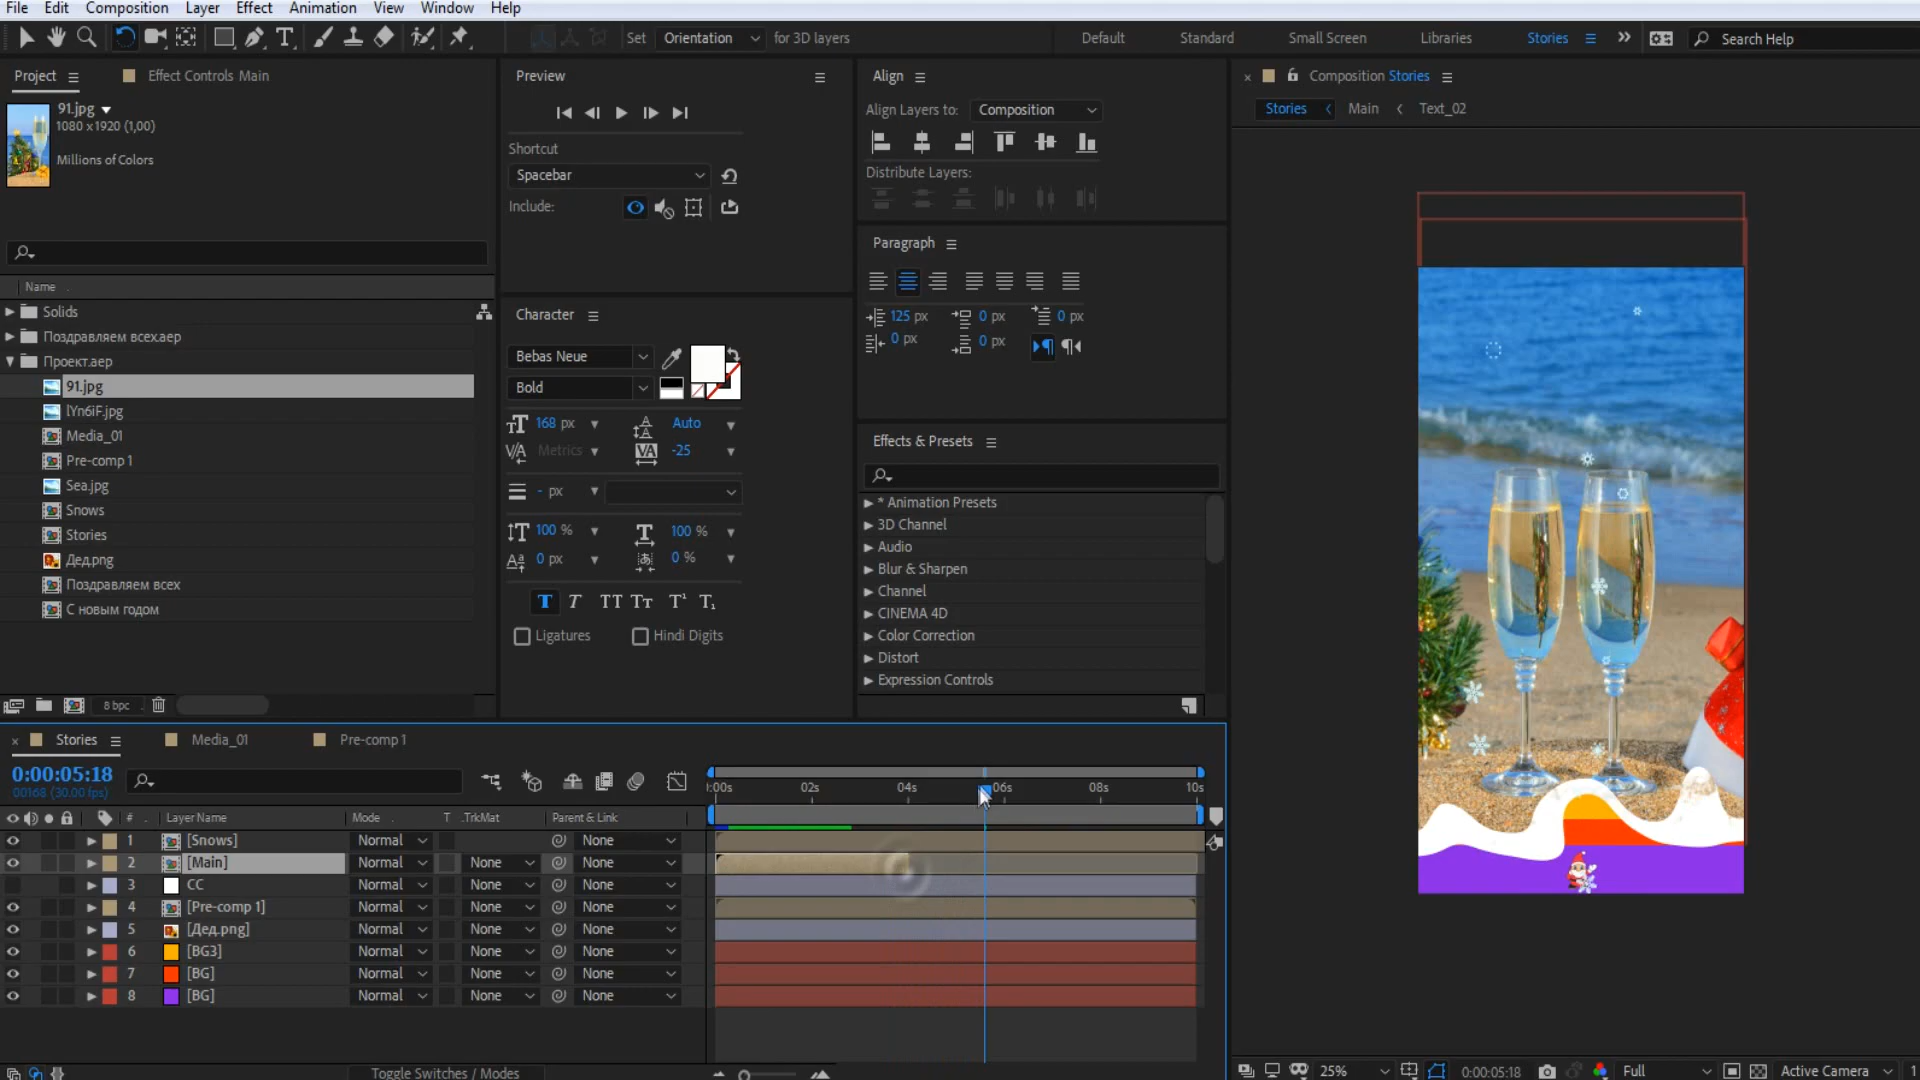 File Edit Composition Layer Effect Animation View Window Help
Set Orientation for 3D layers Default Standard Small Screen Libraries Stories Search Help
Project Effect Controls Main
91.jpg
1080 x 1920 (1,00)
Millions of Colors
Name
Solids
Поздравляем всех.aep
Проект.aep
91.jpg
lYn6iF.jpg
Media_01
Pre-comp 1
Sea.jpg
Snows
Stories
Дед.png
Поздравляем всех
С новым годом
8 bpc
Preview
Shortcut
Spacebar
Include:
Character
Bebas Neue
Bold
168 px Auto
Metrics -25
- px
100 % 100 %
0 px 0 %
Ligatures Hindi Digits
Align
Align Layers to: Composition
Distribute Layers:
Paragraph
125 px 0 px 0 px
0 px 0 px
Effects & Presets
* Animation Presets
3D Channel
Audio
Blur & Sharpen
Channel
CINEMA 4D
Color Correction
Distort
Expression Controls
Composition Stories
Stories Main Text_02
Stories Media_01 Pre-comp 1
0:00:05:18
00168 (30.00 fps)
02s 04s 06s 08s 10s
# Layer Name Mode T .TrkMat Parent & Link
1 [Snows] Normal None
2 [Main] Normal None None
3 CC Normal None None
4 [Pre-comp 1] Normal None None
5 [Дед.png] Normal None None
6 [BG3] Normal None None
7 [BG] Normal None None
8 [BG] Normal None None
Toggle Switches / Modes
25% 0:00:05:18 Full Active Camera